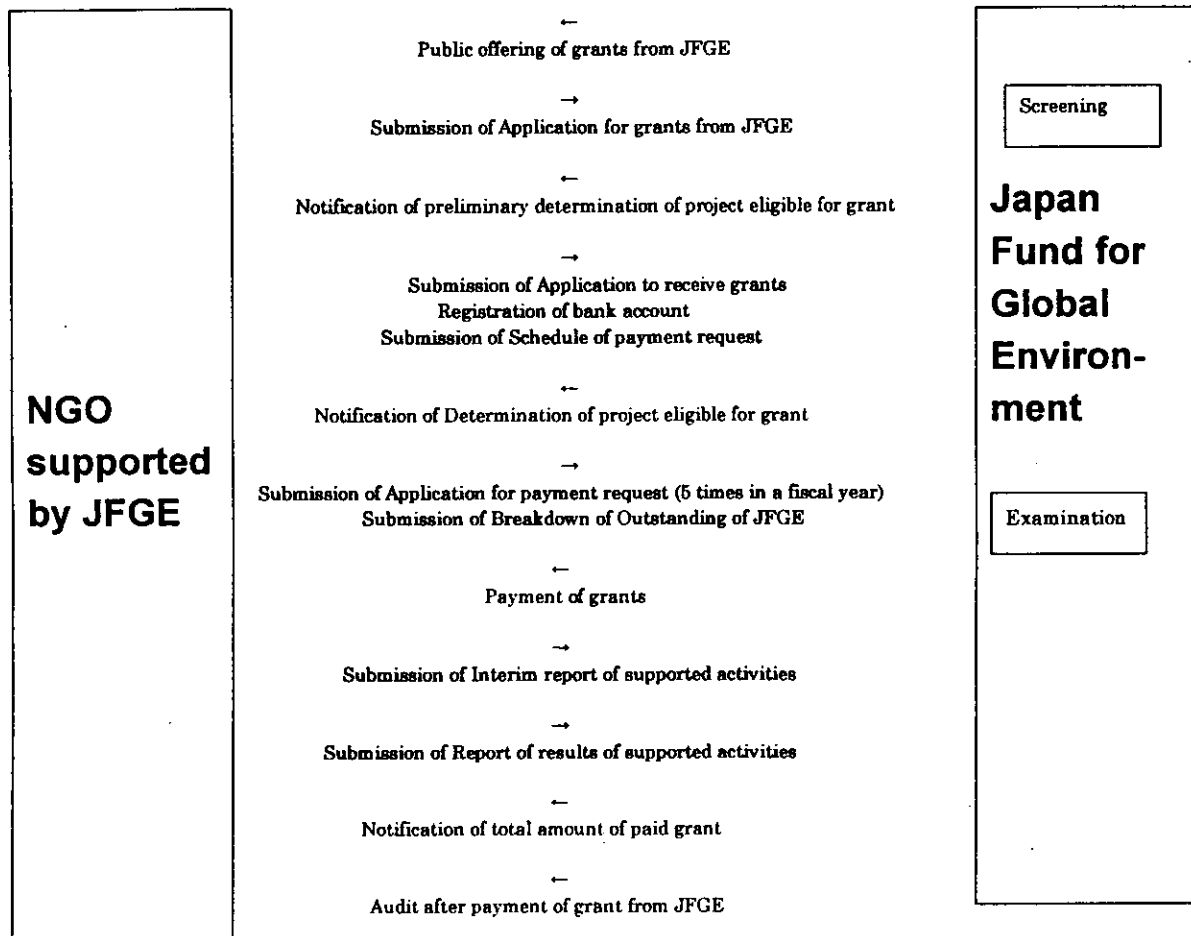 ←
Public offering of grants from JFGE
→
Submission of Application for grants from JFGE
←
Notification of preliminary determination of project eligible for grant
→
Submission of Application to receive grants
Registration of bank account
Submission of Schedule of payment request
←
Notification of Determination of project eligible for grant
→
Submission of Application for payment request (5 times in a fiscal year)
Submission of Breakdown of Outstanding of JFGE
←
Payment of grants
→
Submission of Interim report of supported activities
→
Submission of Report of results of supported activities
←
Notification of total amount of paid grant
←
Audit after payment of grant from JFGE
NGO
supported
by JFGE
Screening
Japan
Fund for
Global
Environ-
ment
Examination